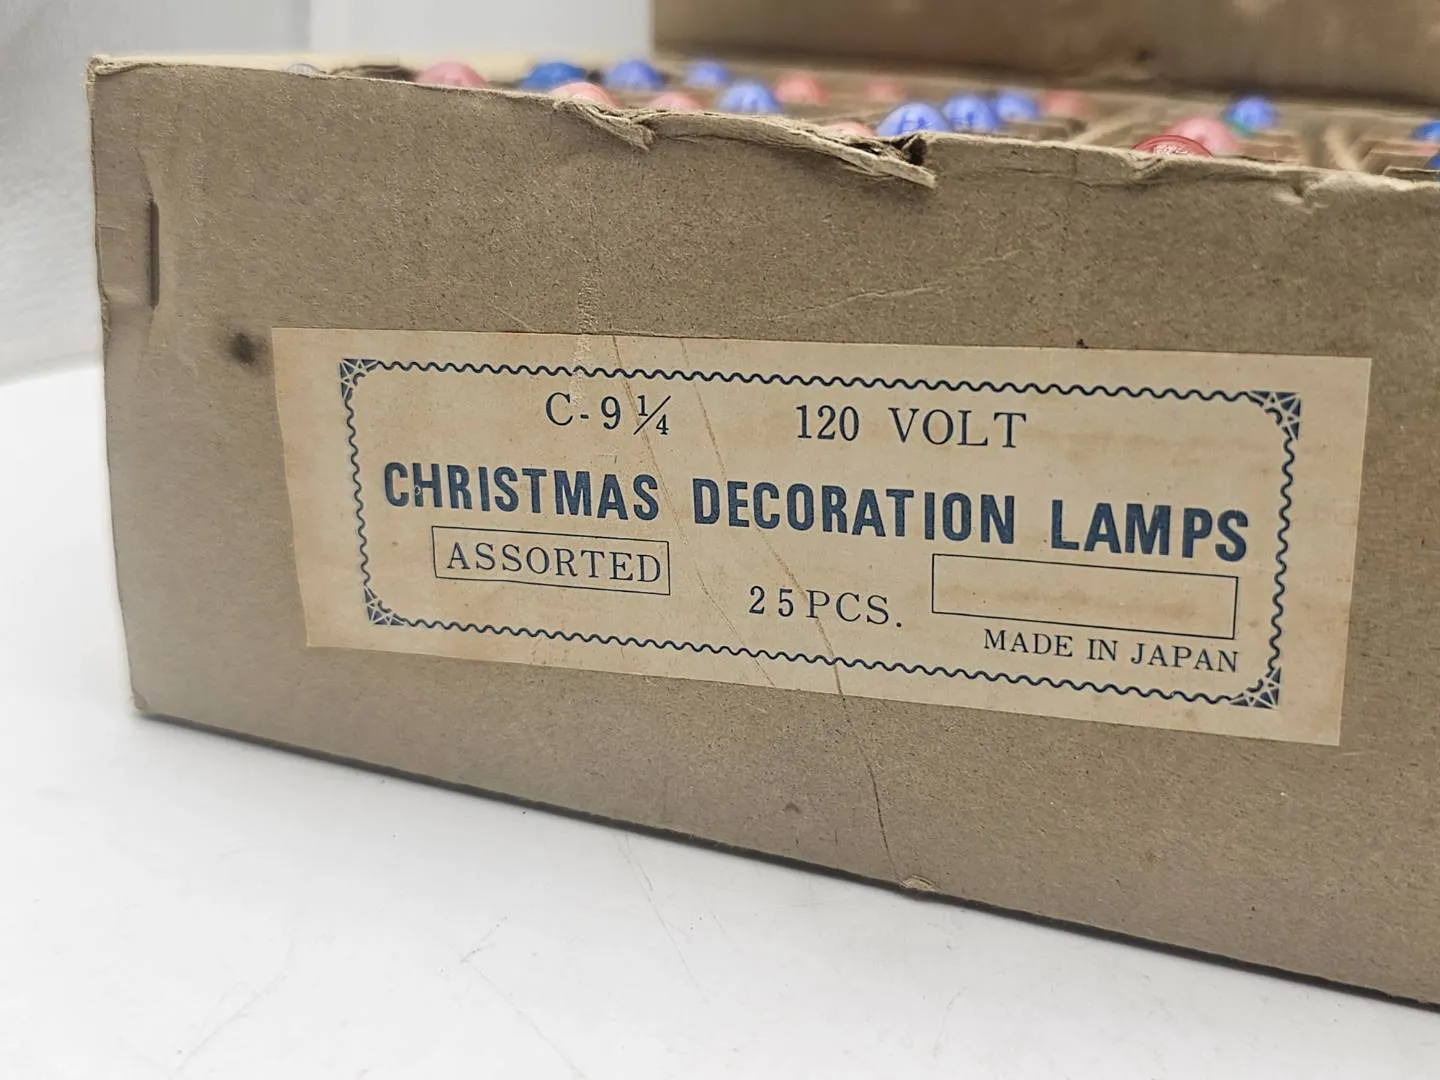 C-9¼ 120 VOLT
CHRISTMAS DECORATION LAMPS
ASSORTED
25PCS.
MADE IN JAPAN